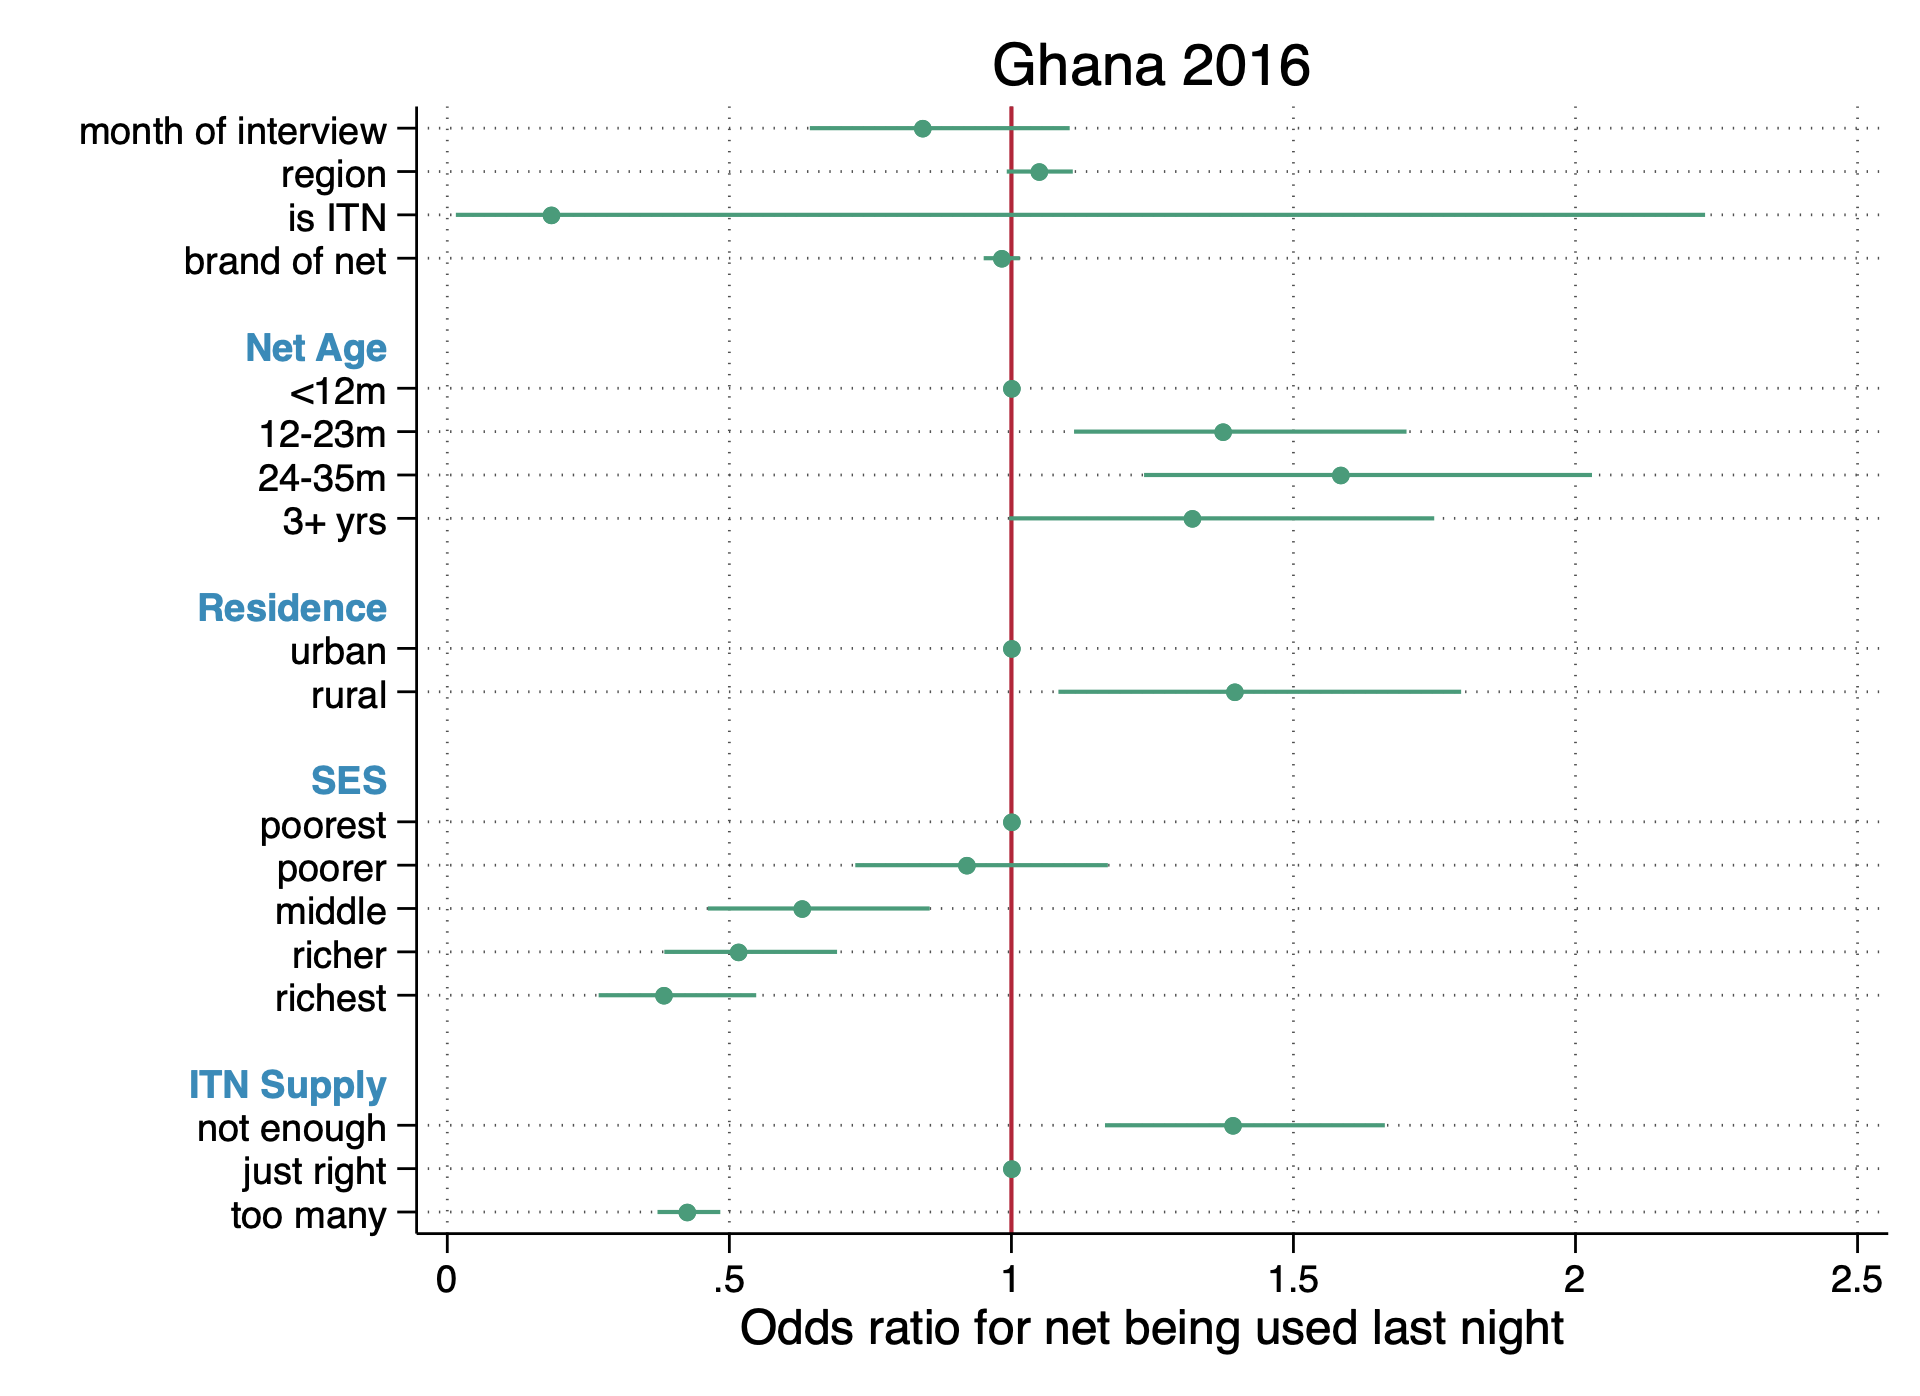 Ghana 2016
month of interview
region
is ITN
brand of net
Net Age
<12m
12-23m
24-35m
3+ yrs
Residence
urban
rural
SES
poorest
poorer
middle
richer
richest
ITN Supply
not enough
just right
too many
0 .5 1 1.5 2 2.5
Odds ratio for net being used last night